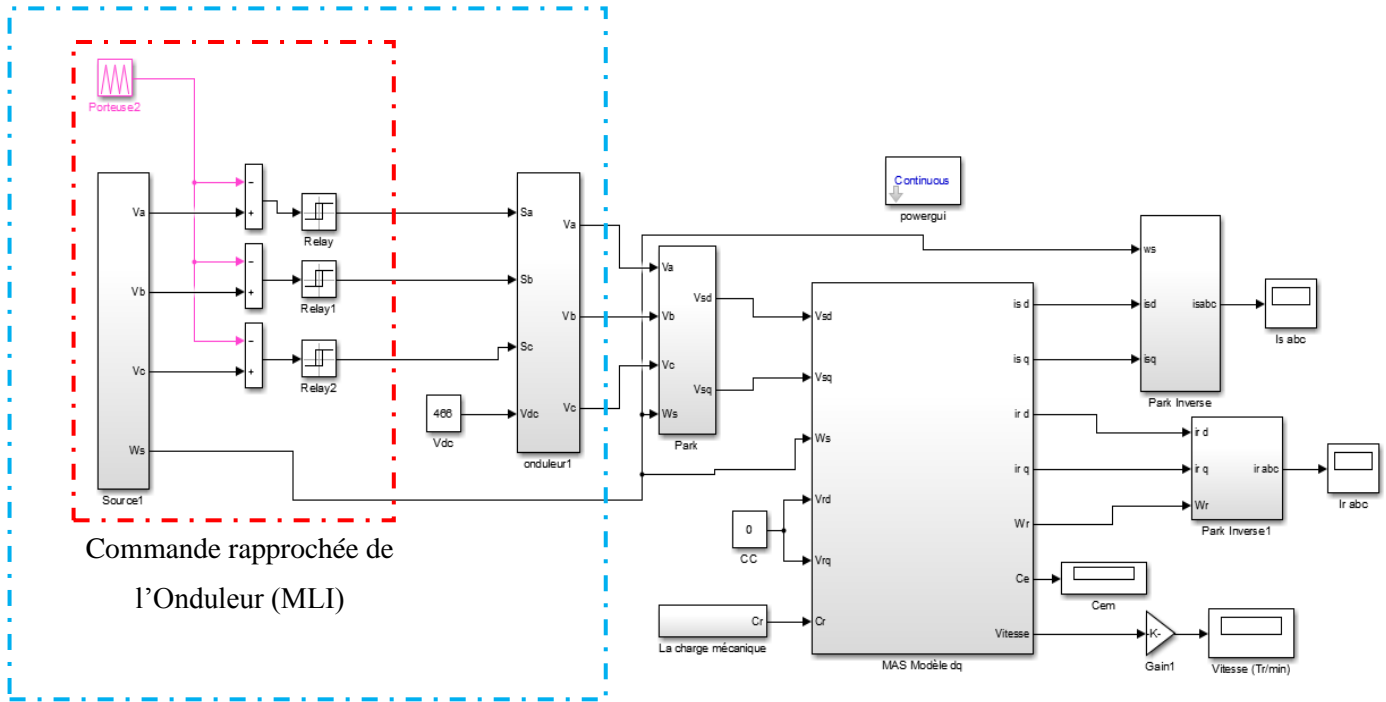 Porteuse2
Va
Vb
Vc
Ws
Source1
−
+
Relay
−
+
Relay1
−
+
Relay2
Commande rapprochée de
l’Onduleur (MLI)
466
Vdc
Sa
Sb
Sc
Vdc
Va
Vb
Vc
onduleur1
Va
Vb
Vc
Ws
Vsd
Vsq
Park
Continuous
powergui
0
CC
Cr
La charge mécanique
Vsd
Vsq
Ws
Vrd
Vrq
Cr
is d
is q
ir d
ir q
Wr
Ce
Vitesse
MAS Modèle dq
ws
isd
isq
isabc
Park Inverse
Is abc
ir d
ir q
Wr
ir abc
Park Inverse1
Ir abc
Cem
-K-
Gain1
Vitesse (Tr/min)